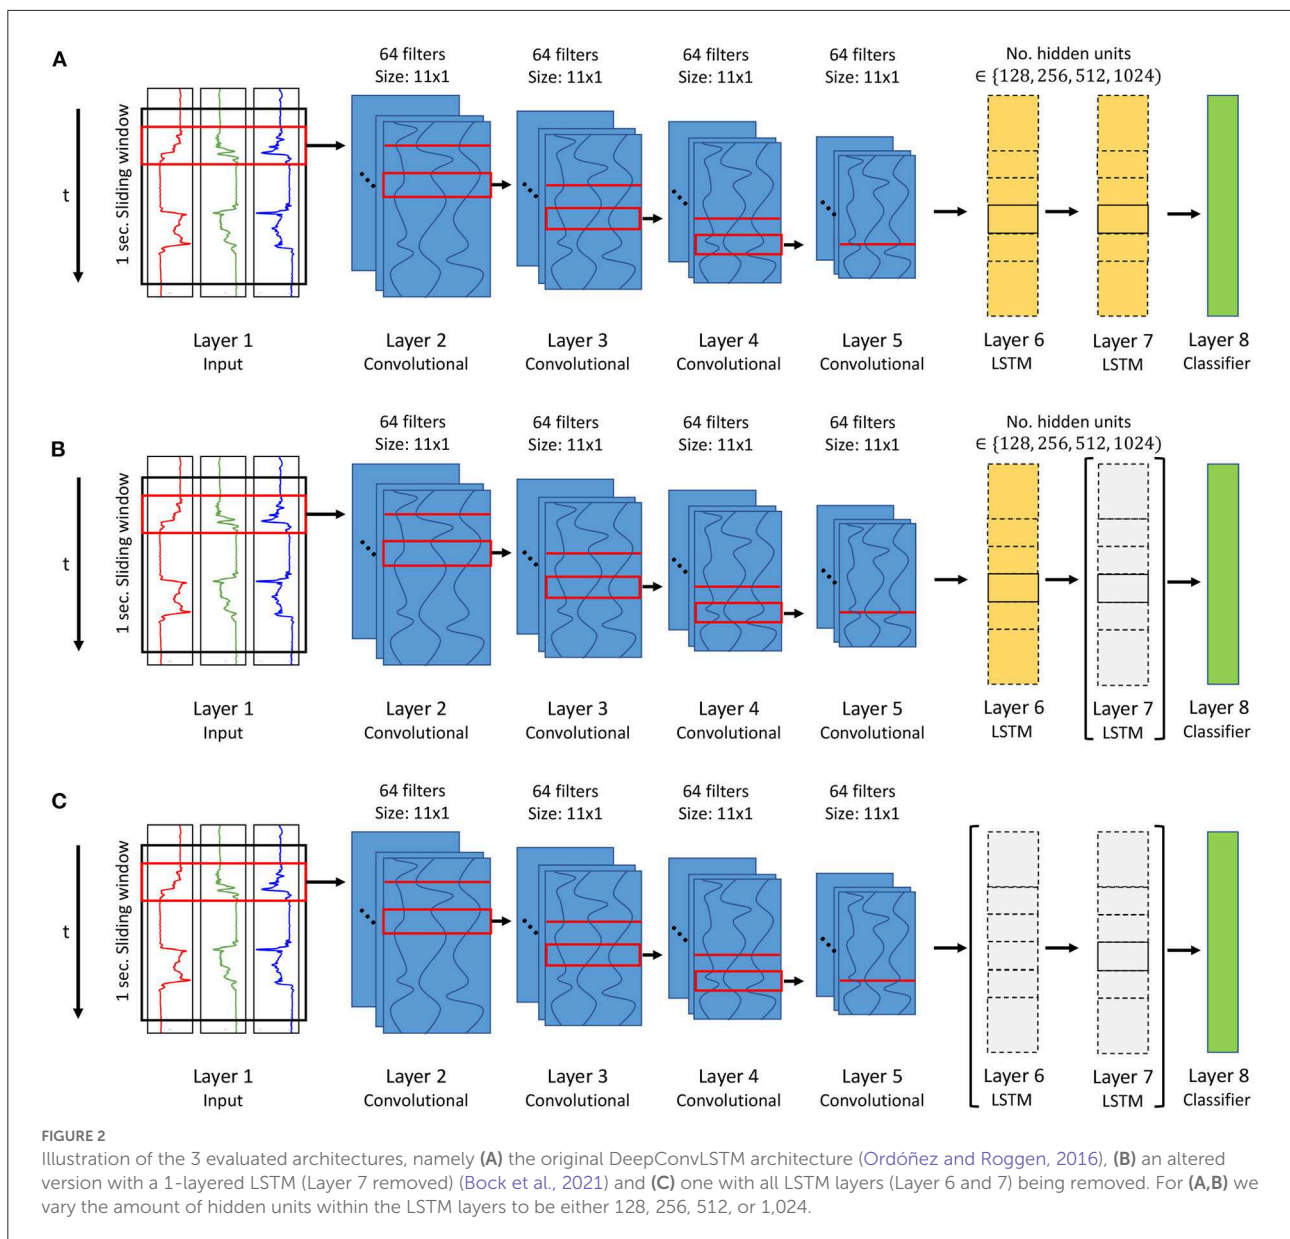 A
64 filters
Size: 11x1
64 filters
Size: 11x1
64 filters
Size: 11x1
64 filters
Size: 11x1
No. hidden units
∈ {128, 256, 512, 1024)
t
1 sec. Sliding window
Layer 1
Input
Layer 2
Convolutional
Layer 3
Convolutional
Layer 4
Convolutional
Layer 5
Convolutional
Layer 6
LSTM
Layer 7
LSTM
Layer 8
Classifier
B
64 filters
Size: 11x1
64 filters
Size: 11x1
64 filters
Size: 11x1
64 filters
Size: 11x1
No. hidden units
∈ {128, 256, 512, 1024)
t
1 sec. Sliding window
Layer 1
Input
Layer 2
Convolutional
Layer 3
Convolutional
Layer 4
Convolutional
Layer 5
Convolutional
Layer 6
LSTM
Layer 7
LSTM
Layer 8
Classifier
C
64 filters
Size: 11x1
64 filters
Size: 11x1
64 filters
Size: 11x1
64 filters
Size: 11x1
t
1 sec. Sliding window
Layer 1
Input
Layer 2
Convolutional
Layer 3
Convolutional
Layer 4
Convolutional
Layer 5
Convolutional
Layer 6
LSTM
Layer 7
LSTM
Layer 8
Classifier
FIGURE 2
Illustration of the 3 evaluated architectures, namely (A) the original DeepConvLSTM architecture (Ordóñez and Roggen, 2016), (B) an altered
version with a 1-layered LSTM (Layer 7 removed) (Bock et al., 2021) and (C) one with all LSTM layers (Layer 6 and 7) being removed. For (A,B) we
vary the amount of hidden units within the LSTM layers to be either 128, 256, 512, or 1,024.